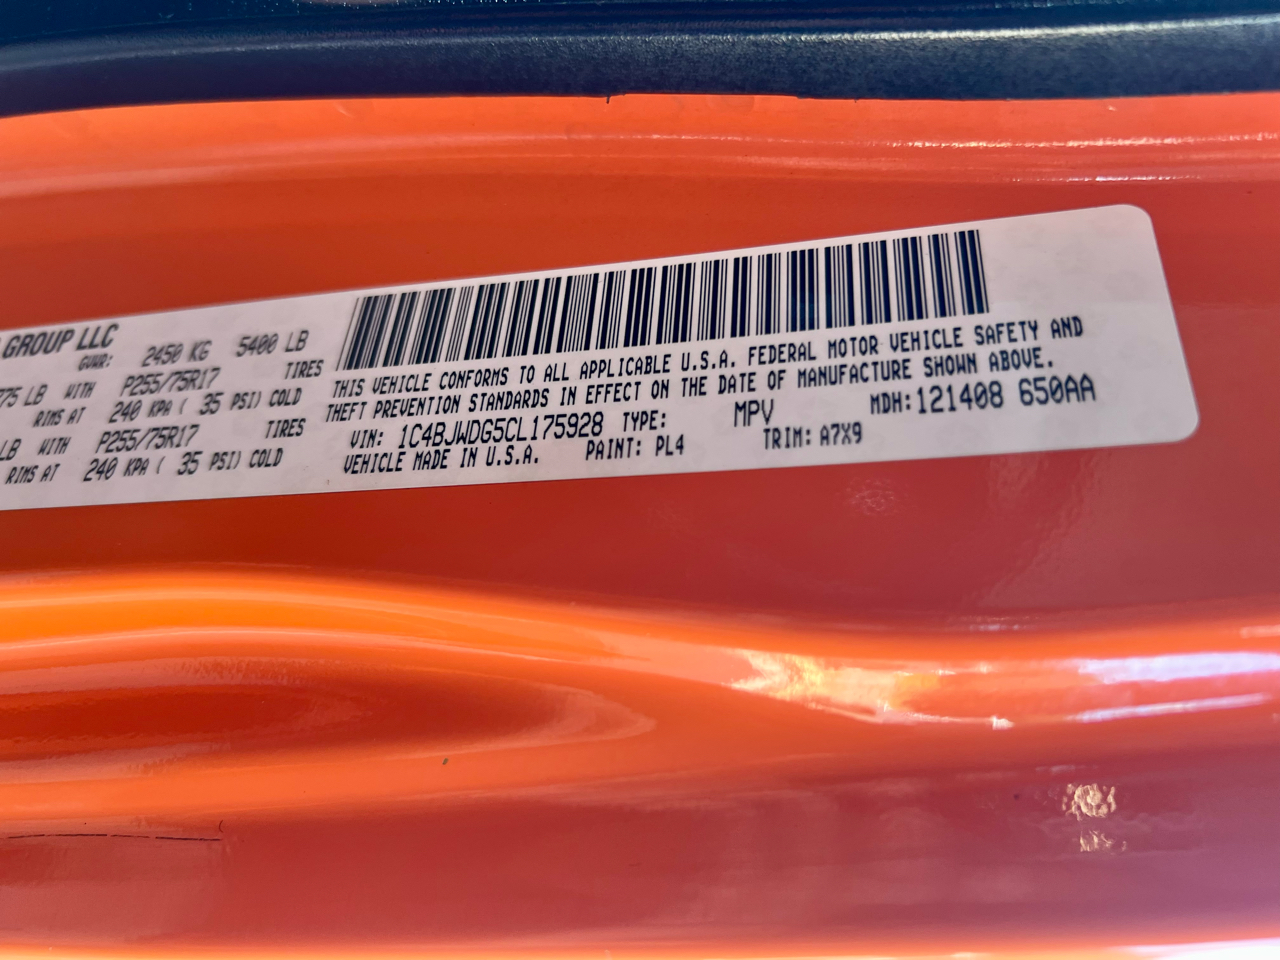 GROUP LLC
GVWR: 2450 KG 5400 LB
LB WITH P255/75R17 TIRES
RIMS AT 240 KPA ( 35 PSI) COLD
LB WITH P255/75R17 TIRES
RIMS AT 240 KPA ( 35 PSI) COLD
THIS VEHICLE CONFORMS TO ALL APPLICABLE U.S.A. FEDERAL MOTOR VEHICLE SAFETY AND
THEFT PREVENTION STANDARDS IN EFFECT ON THE DATE OF MANUFACTURE SHOWN ABOVE.
VIN: 1C4BJWDG5CL175928 TYPE: MPV MDH: 121408 650AA
VEHICLE MADE IN U.S.A. PAINT: PL4 TRIM: A7X9